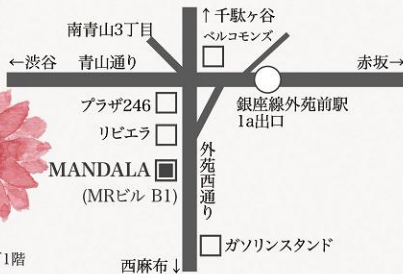 ↑千駄ヶ谷
南青山3丁目
ベルコモンズ
←渋谷 青山通り
赤坂→
プラザ246
銀座線外苑前駅
1a出口
リビエラ
外苑西通り
MANDALA
(MRビル B1)
ガソリンスタンド
1階
西麻布↓